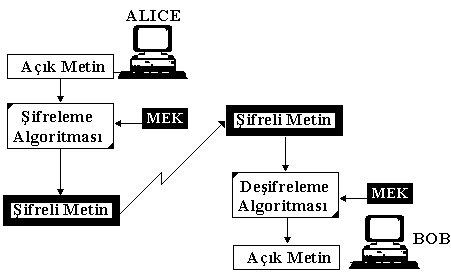 ALICE
Açık Metin
Şifreleme
Algoritması
MEK
Şifreli Metin
Şifreli Metin
Deşifreleme
Algoritması
MEK
Açık Metin
BOB